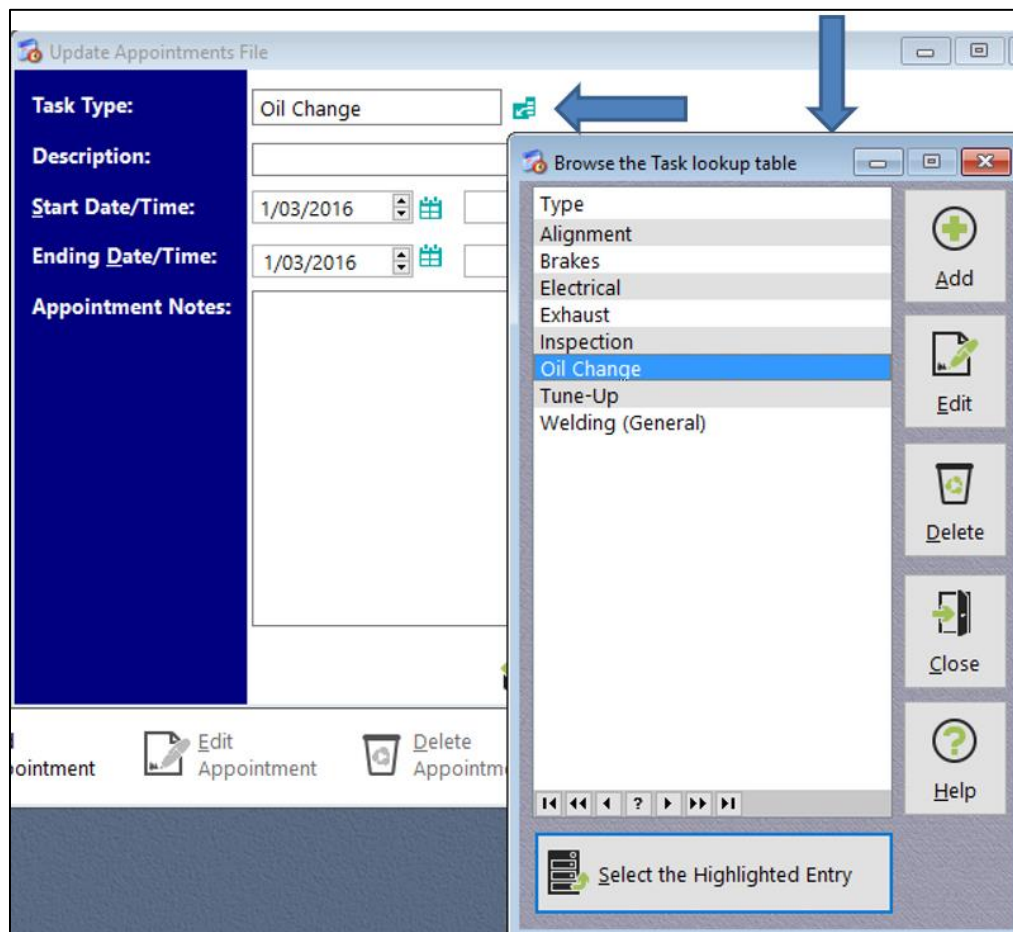 Update Appointments File
Task Type:
Oil Change
Description:
Start Date/Time:
1/03/2016
Ending Date/Time:
1/03/2016
Appointment Notes:
Browse the Task lookup table
Type
Alignment
Brakes
Electrical
Exhaust
Inspection
Oil Change
Tune-Up
Welding (General)
Add
Edit
Delete
Close
Help
?
Select the Highlighted Entry
ointment
Edit
Appointment
Delete
Appointm